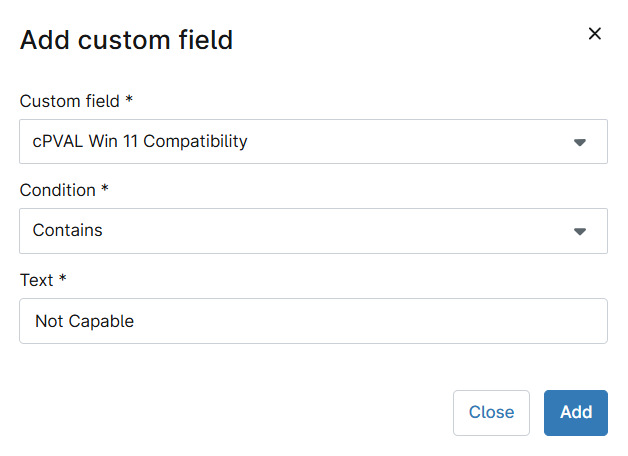 Add custom field
Custom field *
cPVAL Win 11 Compatibility
Condition *
Contains
Text *
Not Capable
Close Add